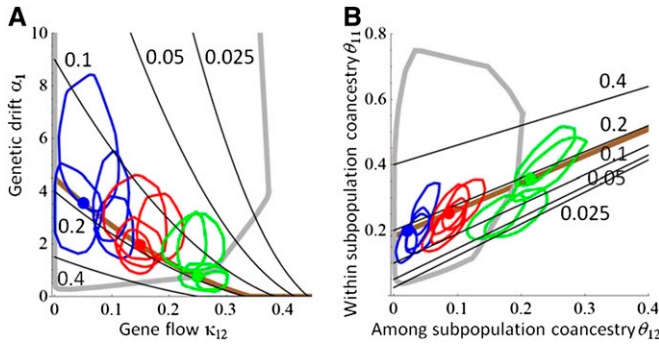 A
B
10
8
6
4
2
0
Genetic drift α₁
0.1
0.05
0.025
0.2
0.4
0 0.1 0.2 0.3 0.4
Gene flow κ₁₂
0.8
0.6
0.4
0.2
0
Within subpopulation coancestry θ₁₁
0.4
0.2
0.1
0.05
0.025
0 0.1 0.2 0.3 0.4
Among subpopulation coancestry θ₁₂